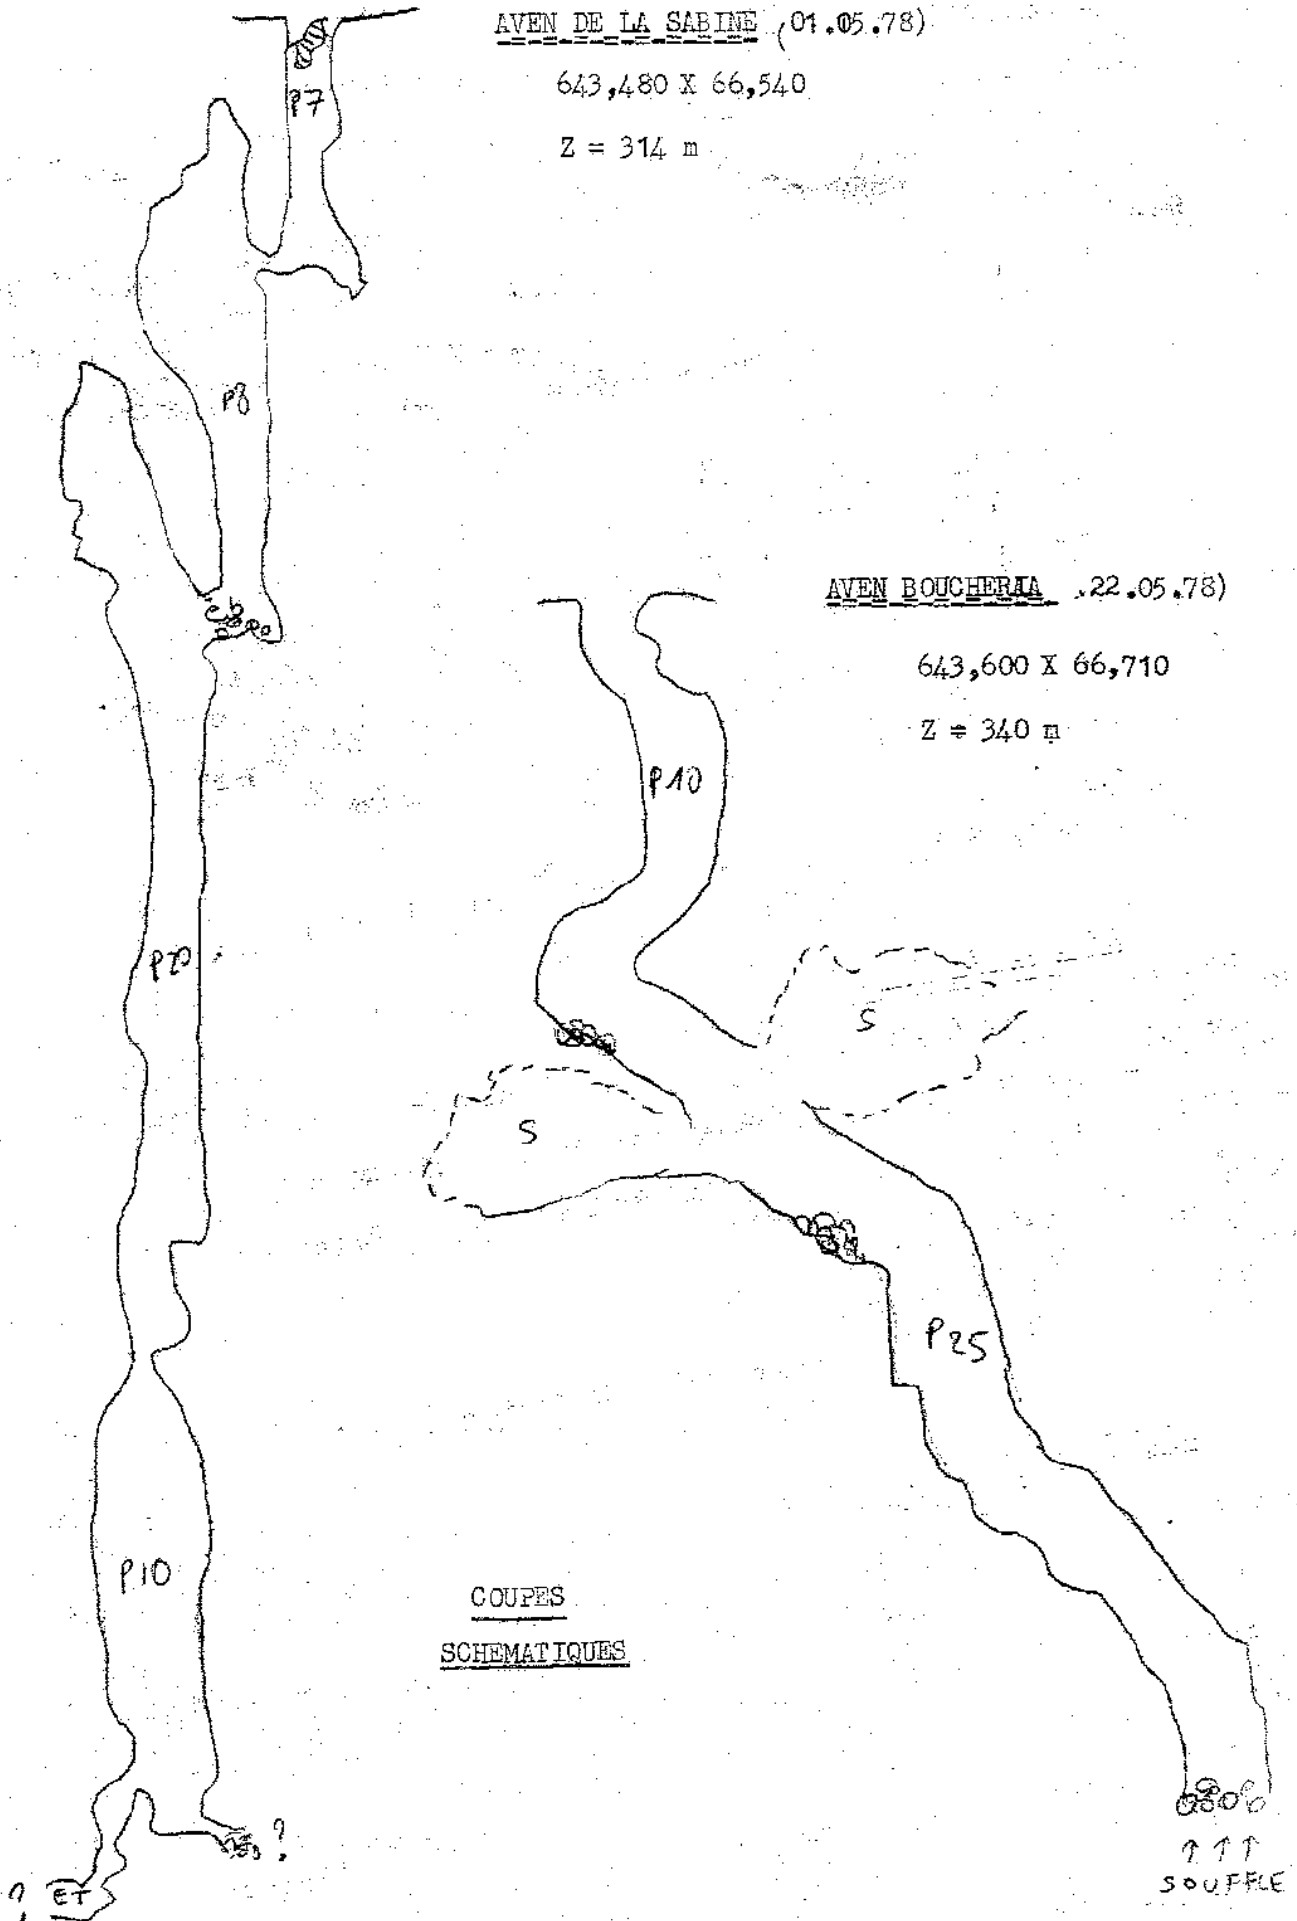 AVEN DE LA SABINE (01.05.78)
643,480 X 66,540
Z = 314 m
P7
P8
P20
P10
? ET
?
AVEN BOUCHERIA .22.05.78)
643,600 X 66,710
Z = 340 m
P10
S
S
P25
SOUFFLE
COUPES
SCHEMATIQUES